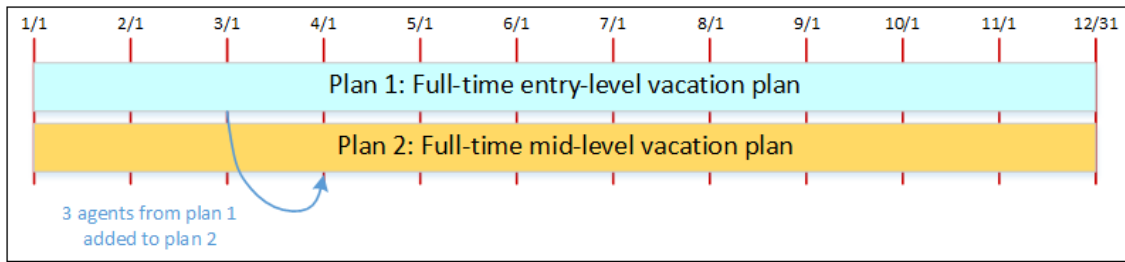 1/1 2/1 3/1 4/1 5/1 6/1 7/1 8/1 9/1 10/1 11/1 12/31
Plan 1: Full-time entry-level vacation plan
Plan 2: Full-time mid-level vacation plan
3 agents from plan 1
added to plan 2